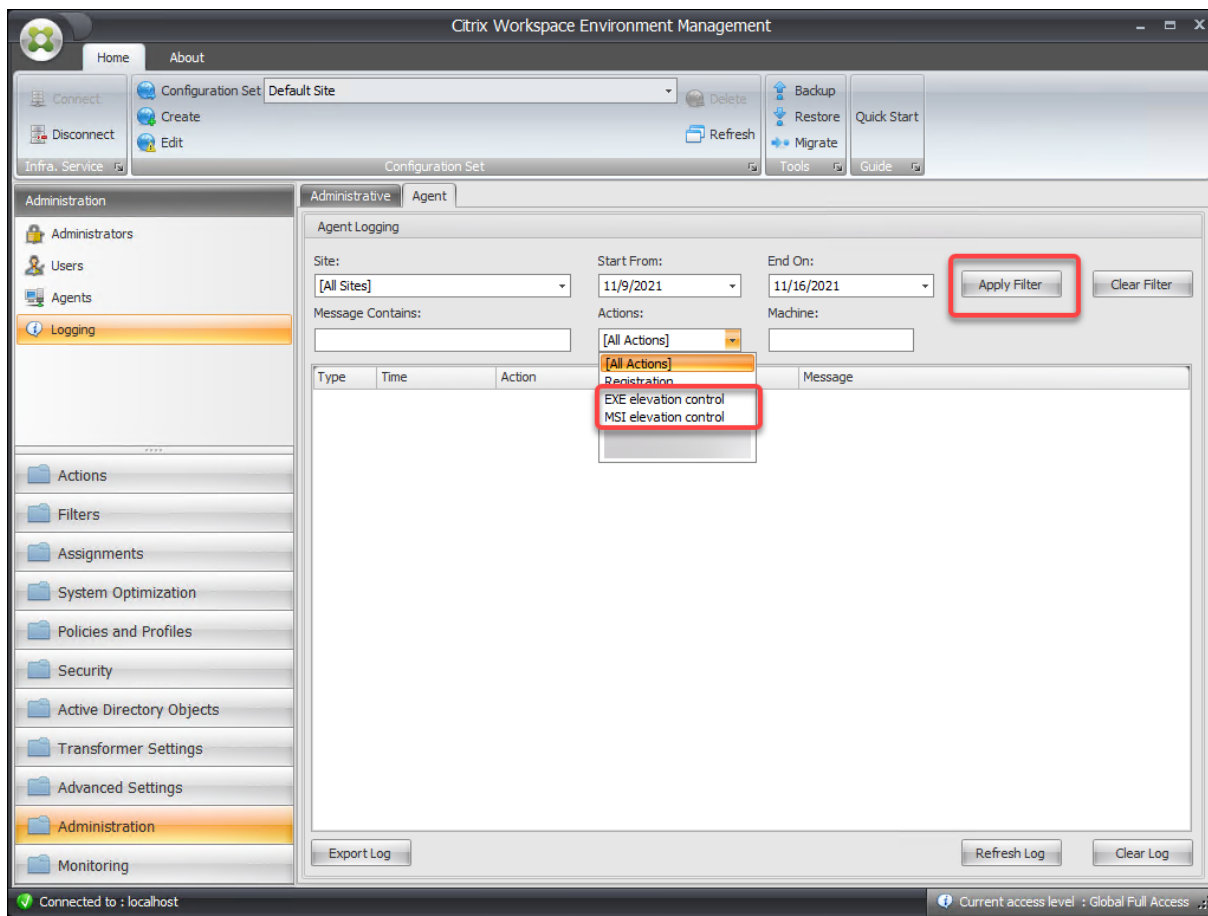 Citrix Workspace Environment Management
Home About
Connect
Disconnect
Infra. Service
Configuration Set Default Site
Create
Edit
Delete
Refresh
Configuration Set
Backup
Restore
Migrate
Tools
Quick Start
Guide
Administration
Administrators
Users
Agents
Logging
Actions
Filters
Assignments
System Optimization
Policies and Profiles
Security
Active Directory Objects
Transformer Settings
Advanced Settings
Administration
Monitoring
Administrative Agent
Agent Logging
Site: Start From: End On:
[All Sites] 11/9/2021 11/16/2021 Apply Filter Clear Filter
Message Contains: Actions: Machine:
[All Actions]
[All Actions]
Registration
EXE elevation control
MSI elevation control
Type Time Action Message
Export Log Refresh Log Clear Log
Connected to : localhost Current access level : Global Full Access